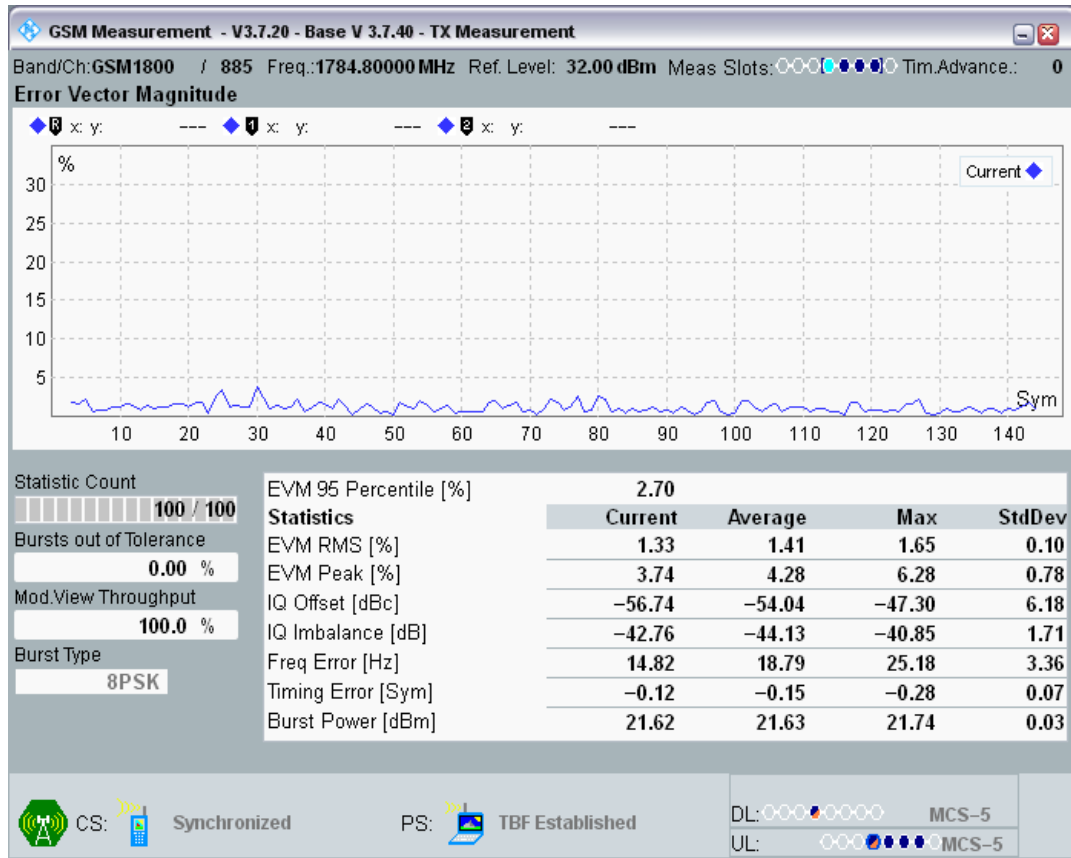 GSM Measurement - V3.7.20 - Base V 3.7.40 - TX Measurement
Band/Ch:GSM1800 / 885 Freq.:1784.80000 MHz Ref. Level: 32.00 dBm Meas Slots: Tim.Advance.: 0
Error Vector Magnitude
R x: y: --- 1 x: y: --- 2 x: y: ---
%
Current
30
25
20
15
10
5
Sym
10 20 30 40 50 60 70 80 90 100 110 120 130 140
Statistic Count
100 / 100
Bursts out of Tolerance
0.00 %
Mod.View Throughput
100.0 %
Burst Type
8PSK
EVM 95 Percentile [%] 2.70
Statistics Current Average Max StdDev
EVM RMS [%] 1.33 1.41 1.65 0.10
EVM Peak [%] 3.74 4.28 6.28 0.78
IQ Offset [dBc] −56.74 −54.04 −47.30 6.18
IQ Imbalance [dB] −42.76 −44.13 −40.85 1.71
Freq Error [Hz] 14.82 18.79 25.18 3.36
Timing Error [Sym] −0.12 −0.15 −0.28 0.07
Burst Power [dBm] 21.62 21.63 21.74 0.03
CS: Synchronized PS: TBF Established
DL: MCS−5
UL: MCS−5